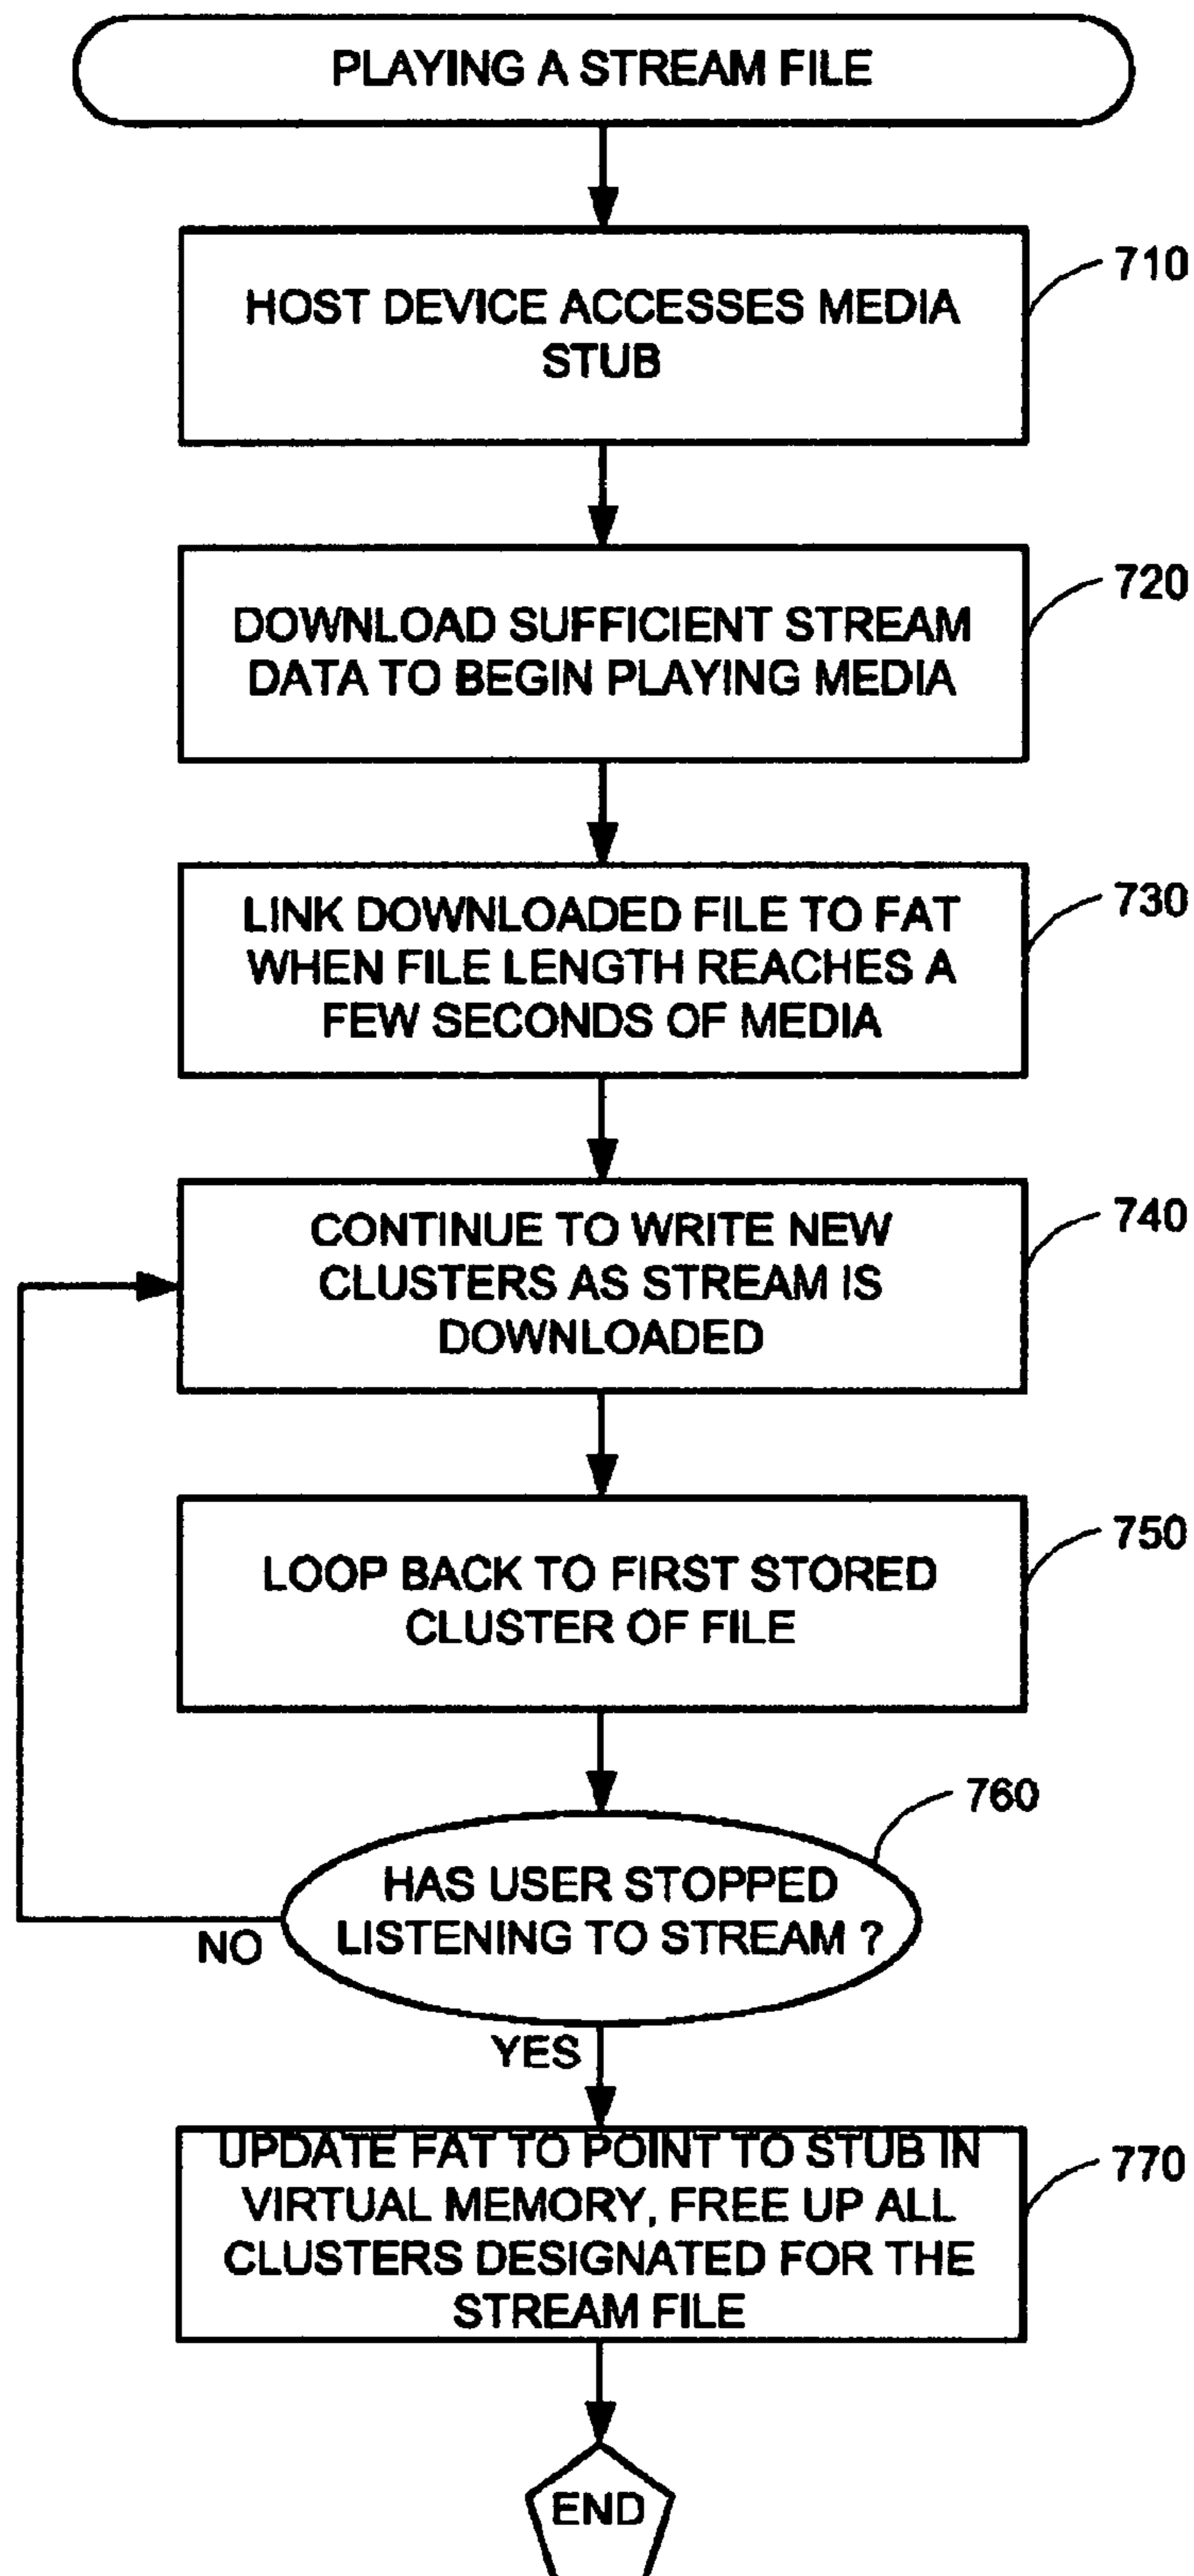 PLAYING A STREAM FILE
HOST DEVICE ACCESSES MEDIA
STUB
710
DOWNLOAD SUFFICIENT STREAM
DATA TO BEGIN PLAYING MEDIA
720
LINK DOWNLOADED FILE TO FAT
WHEN FILE LENGTH REACHES A
FEW SECONDS OF MEDIA
730
CONTINUE TO WRITE NEW
CLUSTERS AS STREAM IS
DOWNLOADED
740
LOOP BACK TO FIRST STORED
CLUSTER OF FILE
750
HAS USER STOPPED
LISTENING TO STREAM ?
760
NO
YES
UPDATE FAT TO POINT TO STUB IN
VIRTUAL MEMORY, FREE UP ALL
CLUSTERS DESIGNATED FOR THE
STREAM FILE
770
END